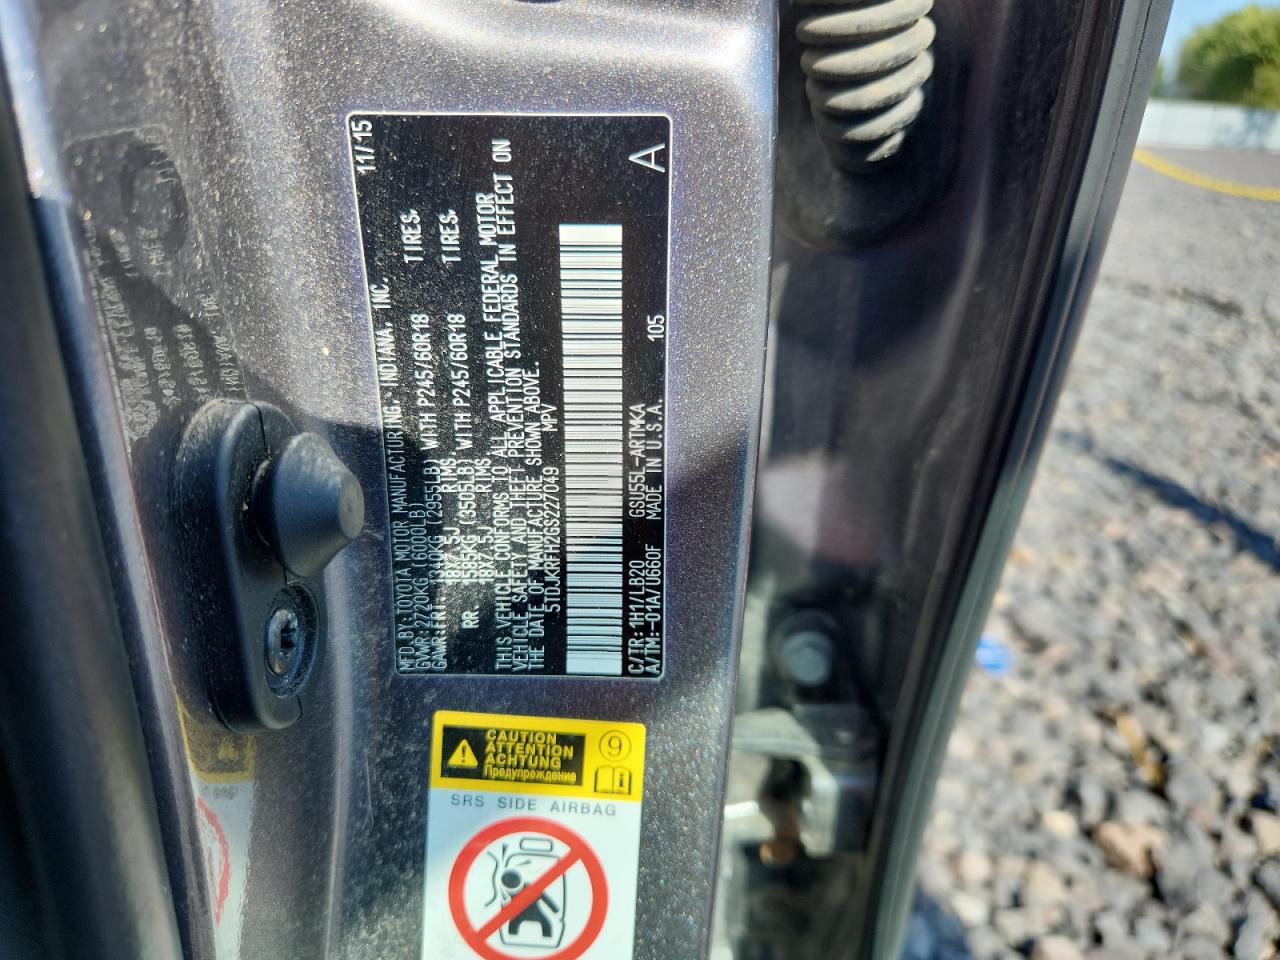 MFD.BY:TOYOTA MOTOR MANUFACTURING, INDIANA, INC. 11/15
GVWR:2720KG(6000LB)
GAWR:FRT 1340KG (2955LB) WITH P245/60R18 TIRES.
18X7.5J RIMS
RR 1585KG (3505LB) WITH P245/60R18 TIRES.
18X7.5J RIMS
THIS VEHICLE CONFORMS TO ALL APPLICABLE FEDERAL MOTOR
VEHICLE SAFETY AND THEFT PREVENTION STANDARDS IN EFFECT ON
THE DATE OF MANUFACTURE SHOWN ABOVE.
5TDJKRFH2GS227049 MPV
C/TR:1H1/LB20 GSU55L-ARTMKA
A/TM:-01A/U660F MADE IN U.S.A. 105 A
CAUTION
ATTENTION
ACHTUNG
Предупреждение
9
SRS SIDE AIRBAG